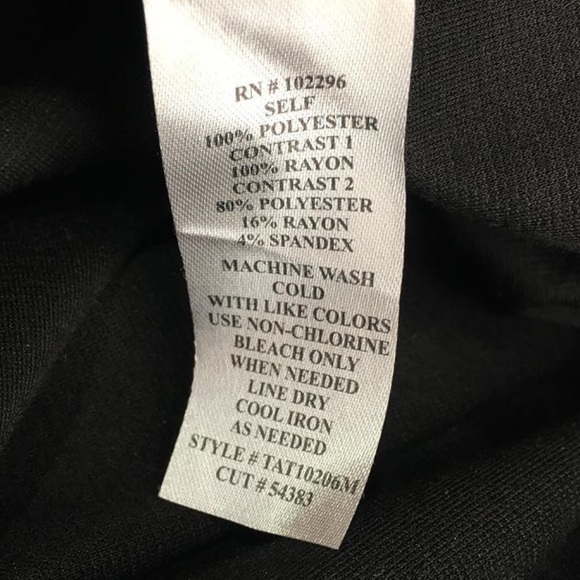 RN # 102296
SELF
100% POLYESTER
CONTRAST 1
100% RAYON
CONTRAST 2
80% POLYESTER
16% RAYON
4% SPANDEX
MACHINE WASH
COLD
WITH LIKE COLORS
USE NON-CHLORINE
BLEACH ONLY
WHEN NEEDED
LINE DRY
COOL IRON
AS NEEDED
STYLE # TAT10206M
CUT # 54383